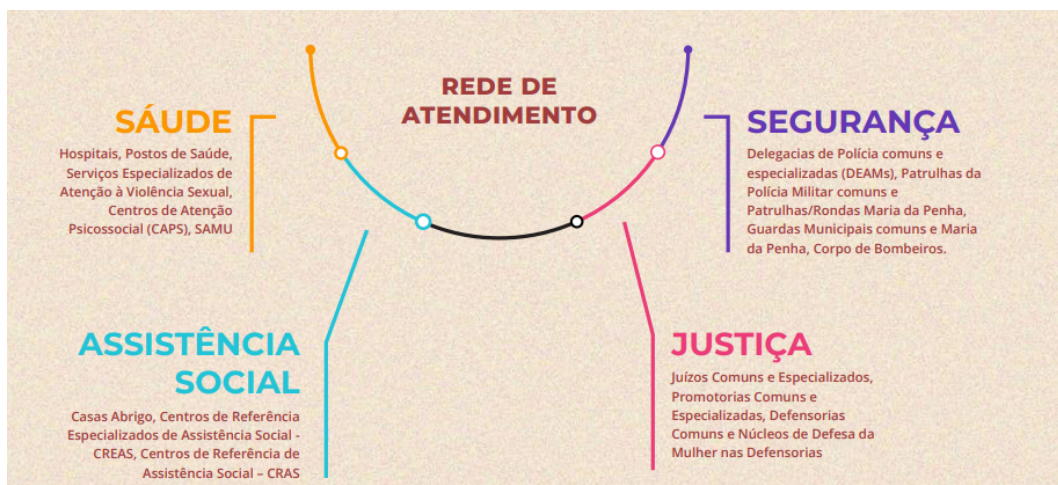 REDE DE
ATENDIMENTO
SÁUDE
Hospitais, Postos de Saúde,
Serviços Especializados de
Atenção à Violência Sexual,
Centros de Atenção
Psicossocial (CAPS), SAMU
SEGURANÇA
Delegacias de Polícia comuns e
especializadas (DEAMs), Patrulhas da
Polícia Militar comuns e
Patrulhas/Rondas Maria da Penha,
Guardas Municipais comuns e Maria
da Penha, Corpo de Bombeiros.
ASSISTÊNCIA
SOCIAL
Casas Abrigo, Centros de Referência
Especializados de Assistência Social -
CREAS, Centros de Referência de
Assistência Social – CRAS
JUSTIÇA
Juízos Comuns e Especializados,
Promotorias Comuns e
Especializadas, Defensorias
Comuns e Núcleos de Defesa da
Mulher nas Defensorias